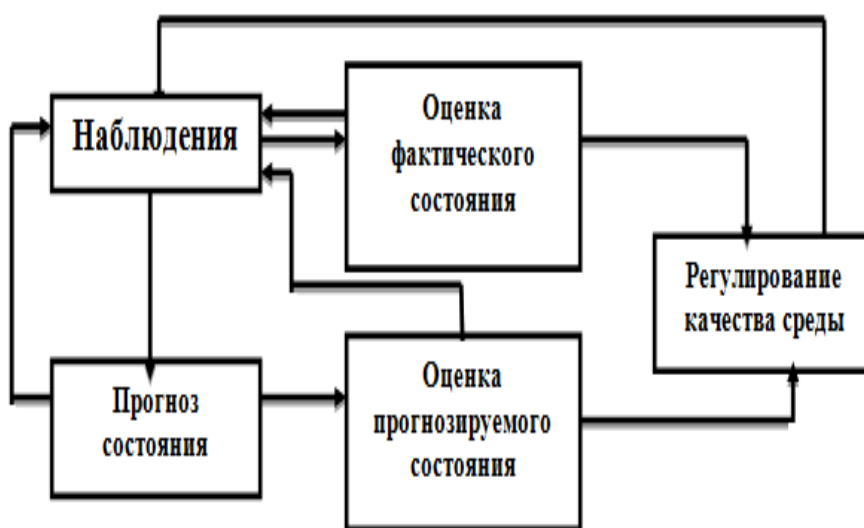 Наблюдения
Оценка
фактического
состояния
Регулирование
качества среды
Прогноз
состояния
Оценка
прогнозируемого
состояния